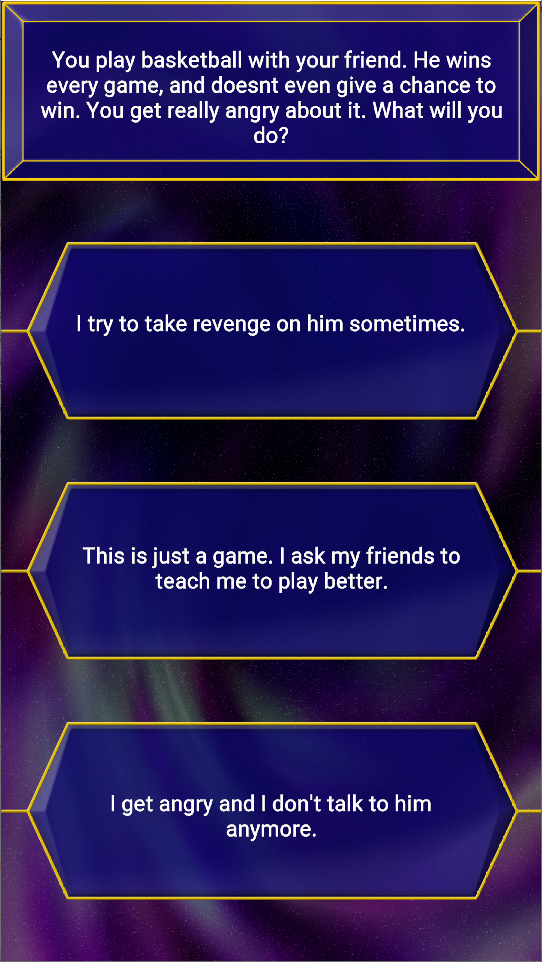 You play basketball with your friend. He wins
every game, and doesnt even give a chance to
win. You get really angry about it. What will you
do?
I try to take revenge on him sometimes.
This is just a game. I ask my friends to
teach me to play better.
I get angry and I don't talk to him
anymore.